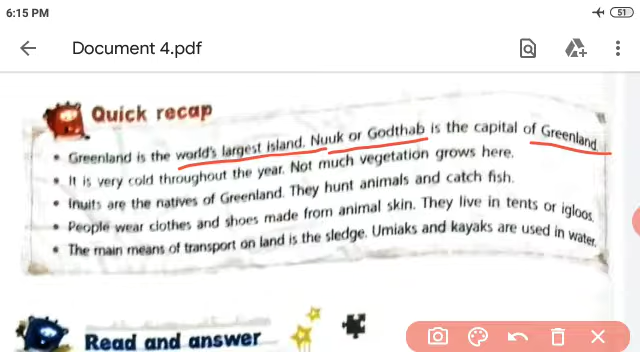 6:15 PM
51
Document 4.pdf
Quick recap
• Greenland is the world's largest island. Nuuk or Godthab is the capital of Greenland
• It is very cold throughout the year. Not much vegetation grows here.
• Inuits are the natives of Greenland. They hunt animals and catch fish.
• People wear clothes and shoes made from animal skin. They live in tents or igloos.
• The main means of transport on land is the sledge. Umiaks and kayaks are used in water.
Read and answer